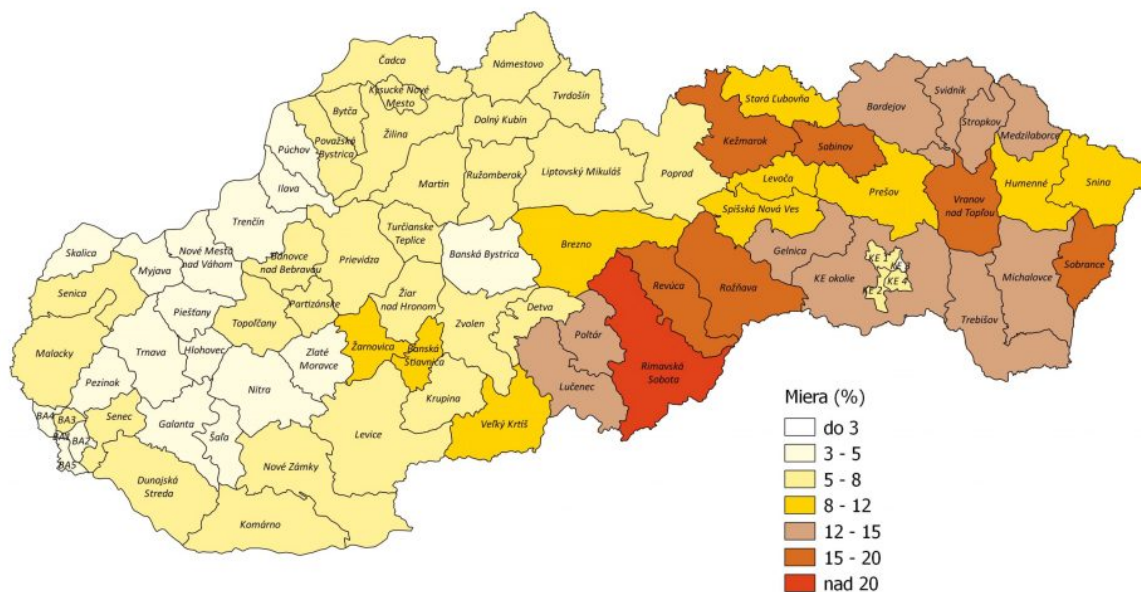 Čadca
Námestovo
Tvrdošín
Kysucké Nové
Mesto
Bytča
Dolný Kubín
Žilina
Považská
Bystrica
Púchov
Ilava
Martin
Ružomberok
Liptovský Mikuláš
Poprad
Kežmarok
Stará Ľubovňa
Sabinov
Bardejov
Svidník
Stropkov
Medzilaborce
Levoča
Prešov
Spišská Nová Ves
Vranov
nad Topľou
Humenné
Snina
Sobrance
Michalovce
Trebišov
Gelnica
KE okolie
KE 1
KE 3
KE 2
KE 4
Rožňava
Revúca
Rimavská
Sobota
Brezno
Banská Bystrica
Turčianske
Teplice
Prievidza
Trenčín
Bánovce
nad Bebravou
Nové Mesto
nad Váhom
Skalica
Myjava
Senica
Piešťany
Partizánske
Topoľčany
Žiar
nad Hronom
Zvolen
Detva
Poltár
Lučenec
Žarnovica
Banská
Štiavnica
Krupina
Veľký Krtíš
Malacky
Trnava
Hlohovec
Zlaté
Moravce
Nitra
Pezinok
Senec
Galanta
Šaľa
Levice
Nové Zámky
Dunajská
Streda
Komárno
BA4
BA3
BA2
BA5
Miera (%)
do 3
3 - 5
5 - 8
8 - 12
12 - 15
15 - 20
nad 20